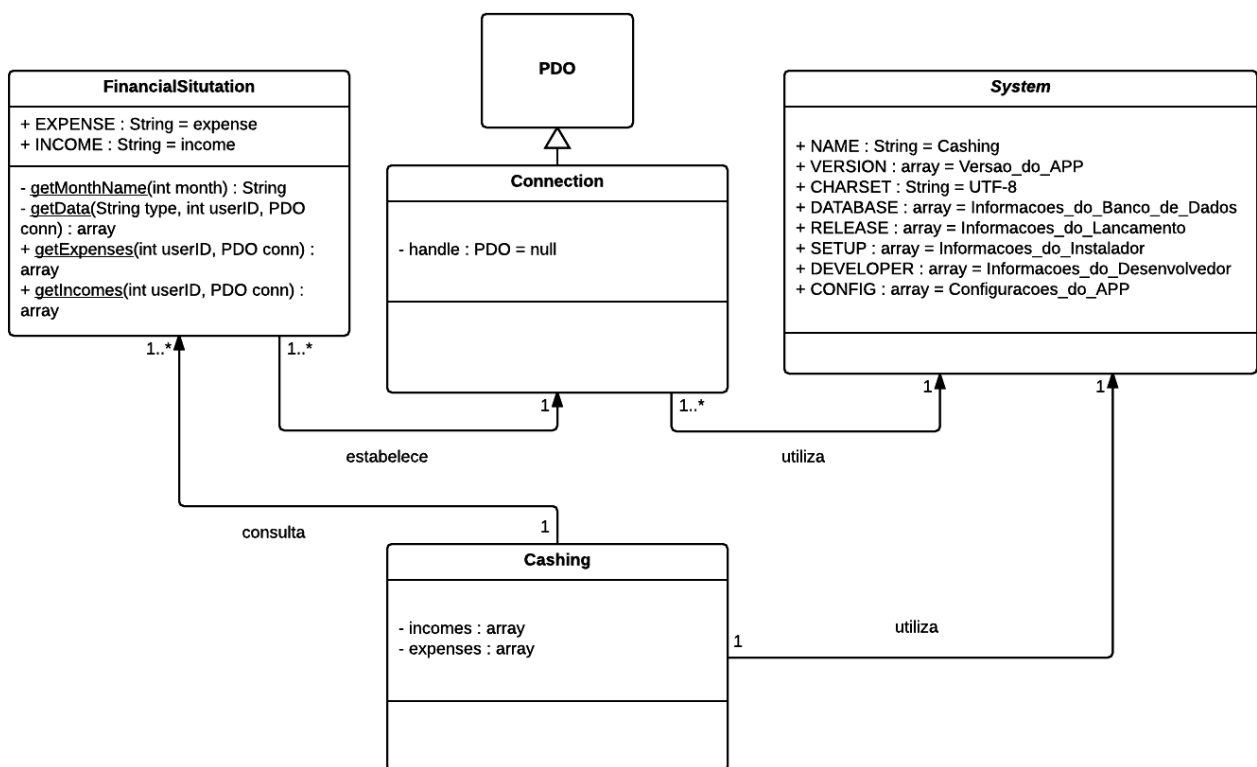 PDO
FinancialSitutation
+ EXPENSE : String = expense
+ INCOME : String = income
- getMonthName(int month) : String
- getData(String type, int userID, PDO
conn) : array
+ getExpenses(int userID, PDO conn) :
array
+ getIncomes(int userID, PDO conn) :
array
Connection
- handle : PDO = null
System
+ NAME : String = Cashing
+ VERSION : array = Versao_do_APP
+ CHARSET : String = UTF-8
+ DATABASE : array = Informacoes_do_Banco_de_Dados
+ RELEASE : array = Informacoes_do_Lancamento
+ SETUP : array = Informacoes_do_Instalador
+ DEVELOPER : array = Informacoes_do_Desenvolvedor
+ CONFIG : array = Configuracoes_do_APP
1..*
1..*
1
1..*
1
1
estabelece
utiliza
consulta
1
Cashing
- incomes : array
- expenses : array
utiliza
1